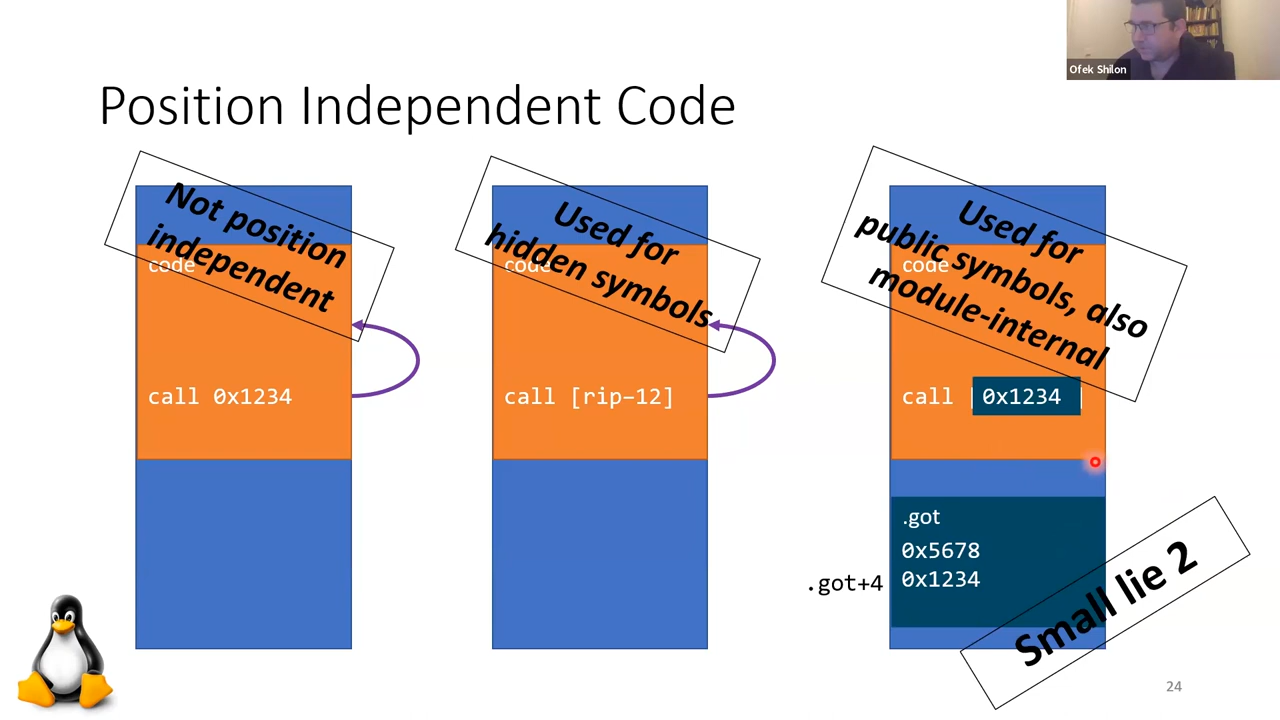 Ofek Shilon
Position Independent Code
Not position
independent
code
call 0x1234
Used for
hidden symbols
code
call [rip-12]
Used for
public symbols, also
module-internal
code
call 0x1234
.got
0x5678
.got+4
0x1234
Small lie 2
24